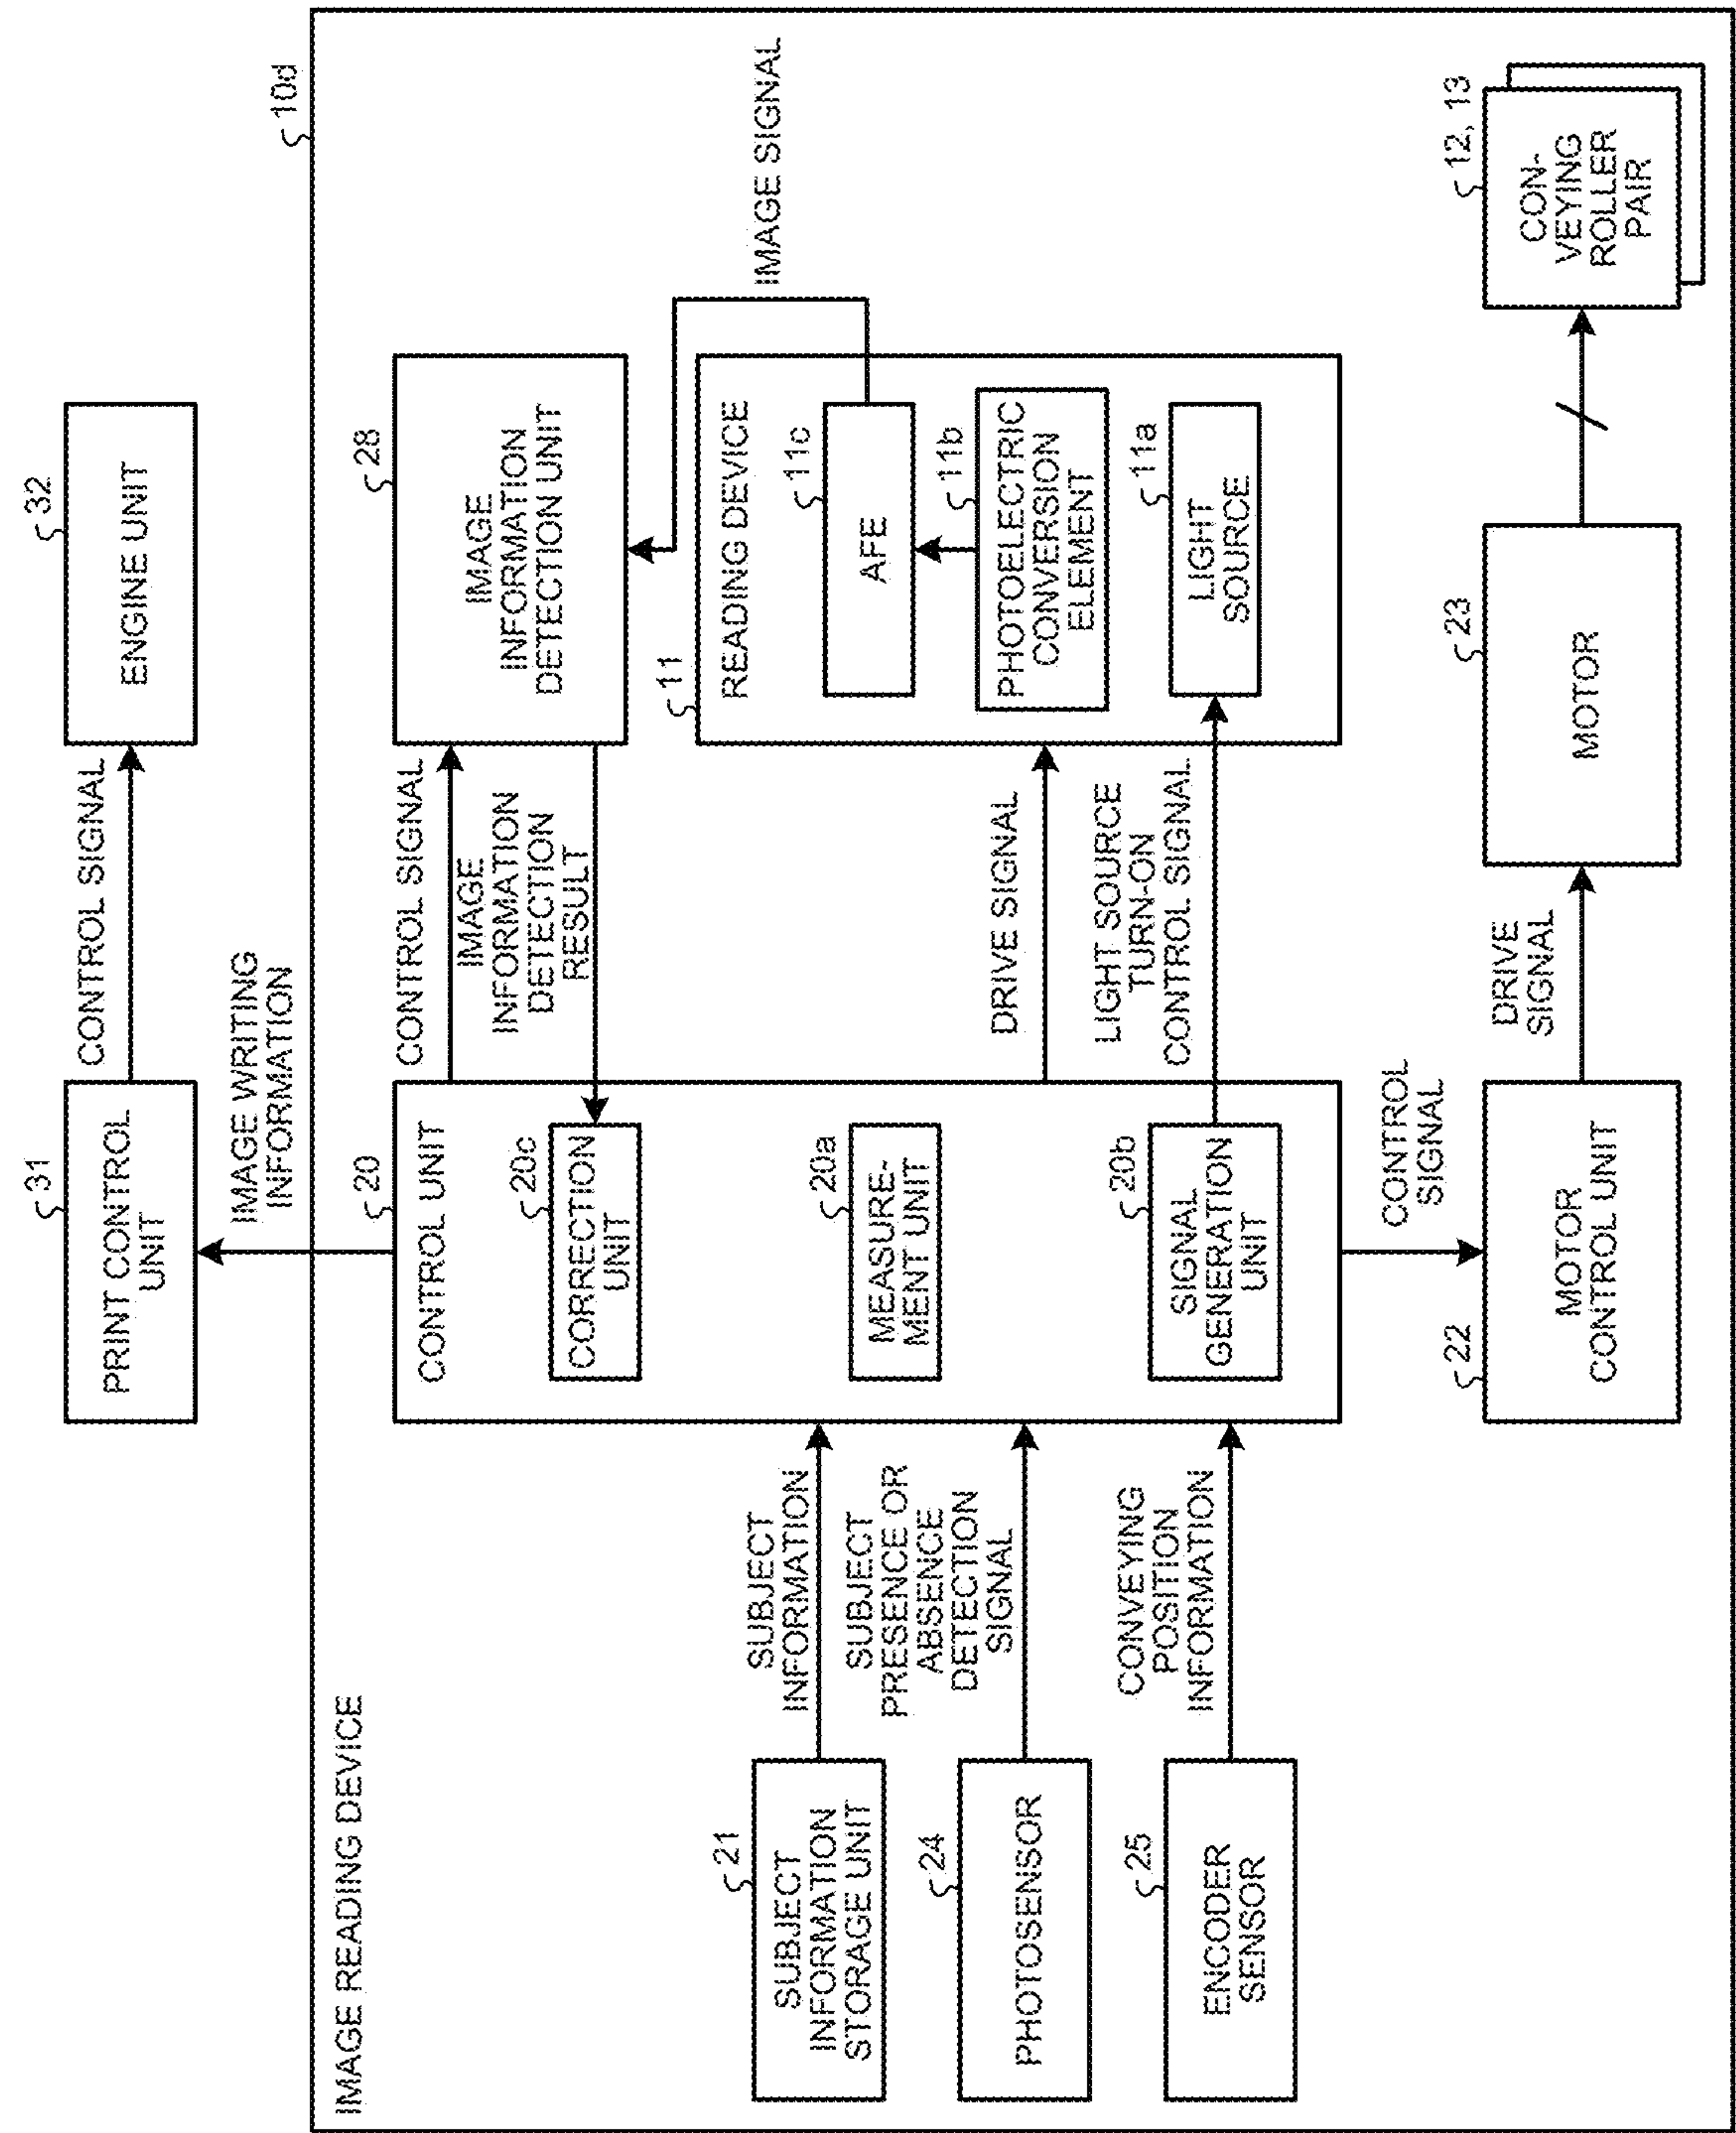 31
PRINT CONTROL
UNIT
CONTROL SIGNAL
32
ENGINE UNIT
IMAGE WRITING
INFORMATION
10d
IMAGE READING DEVICE
20
CONTROL UNIT
20c
CORRECTION
UNIT
20a
MEASURE-
MENT UNIT
20b
SIGNAL
GENERATION
UNIT
CONTROL SIGNAL
IMAGE
INFORMATION
DETECTION
RESULT
28
IMAGE
INFORMATION
DETECTION UNIT
IMAGE SIGNAL
11
READING DEVICE
11c
AFE
11b
PHOTOELECTRIC
CONVERSION
ELEMENT
11a
LIGHT
SOURCE
DRIVE SIGNAL
LIGHT SOURCE
TURN-ON
CONTROL SIGNAL
21
SUBJECT
INFORMATION
STORAGE UNIT
SUBJECT
INFORMATION
24
PHOTOSENSOR
SUBJECT
PRESENCE OR
ABSENCE
DETECTION
SIGNAL
25
ENCODER
SENSOR
CONVEYING
POSITION
INFORMATION
CONTROL
SIGNAL
22
MOTOR
CONTROL UNIT
DRIVE
SIGNAL
23
MOTOR
12, 13
CON-
VEYING
ROLLER
PAIR